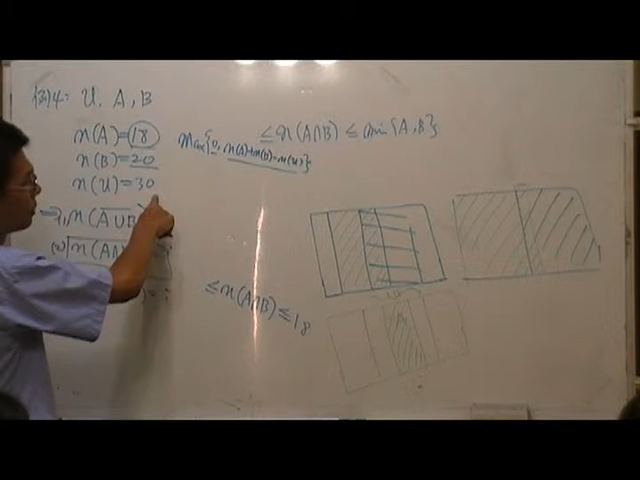 例4: U. A, B
n(A)=18
n(B)=20
n(U)=30
n(A∪B
n(A∩
max{0, n(A)+n(B)-n(U)} ≤ n(A∩B) ≤ min{A,B}
≤ n(A∩B) ≤ 18